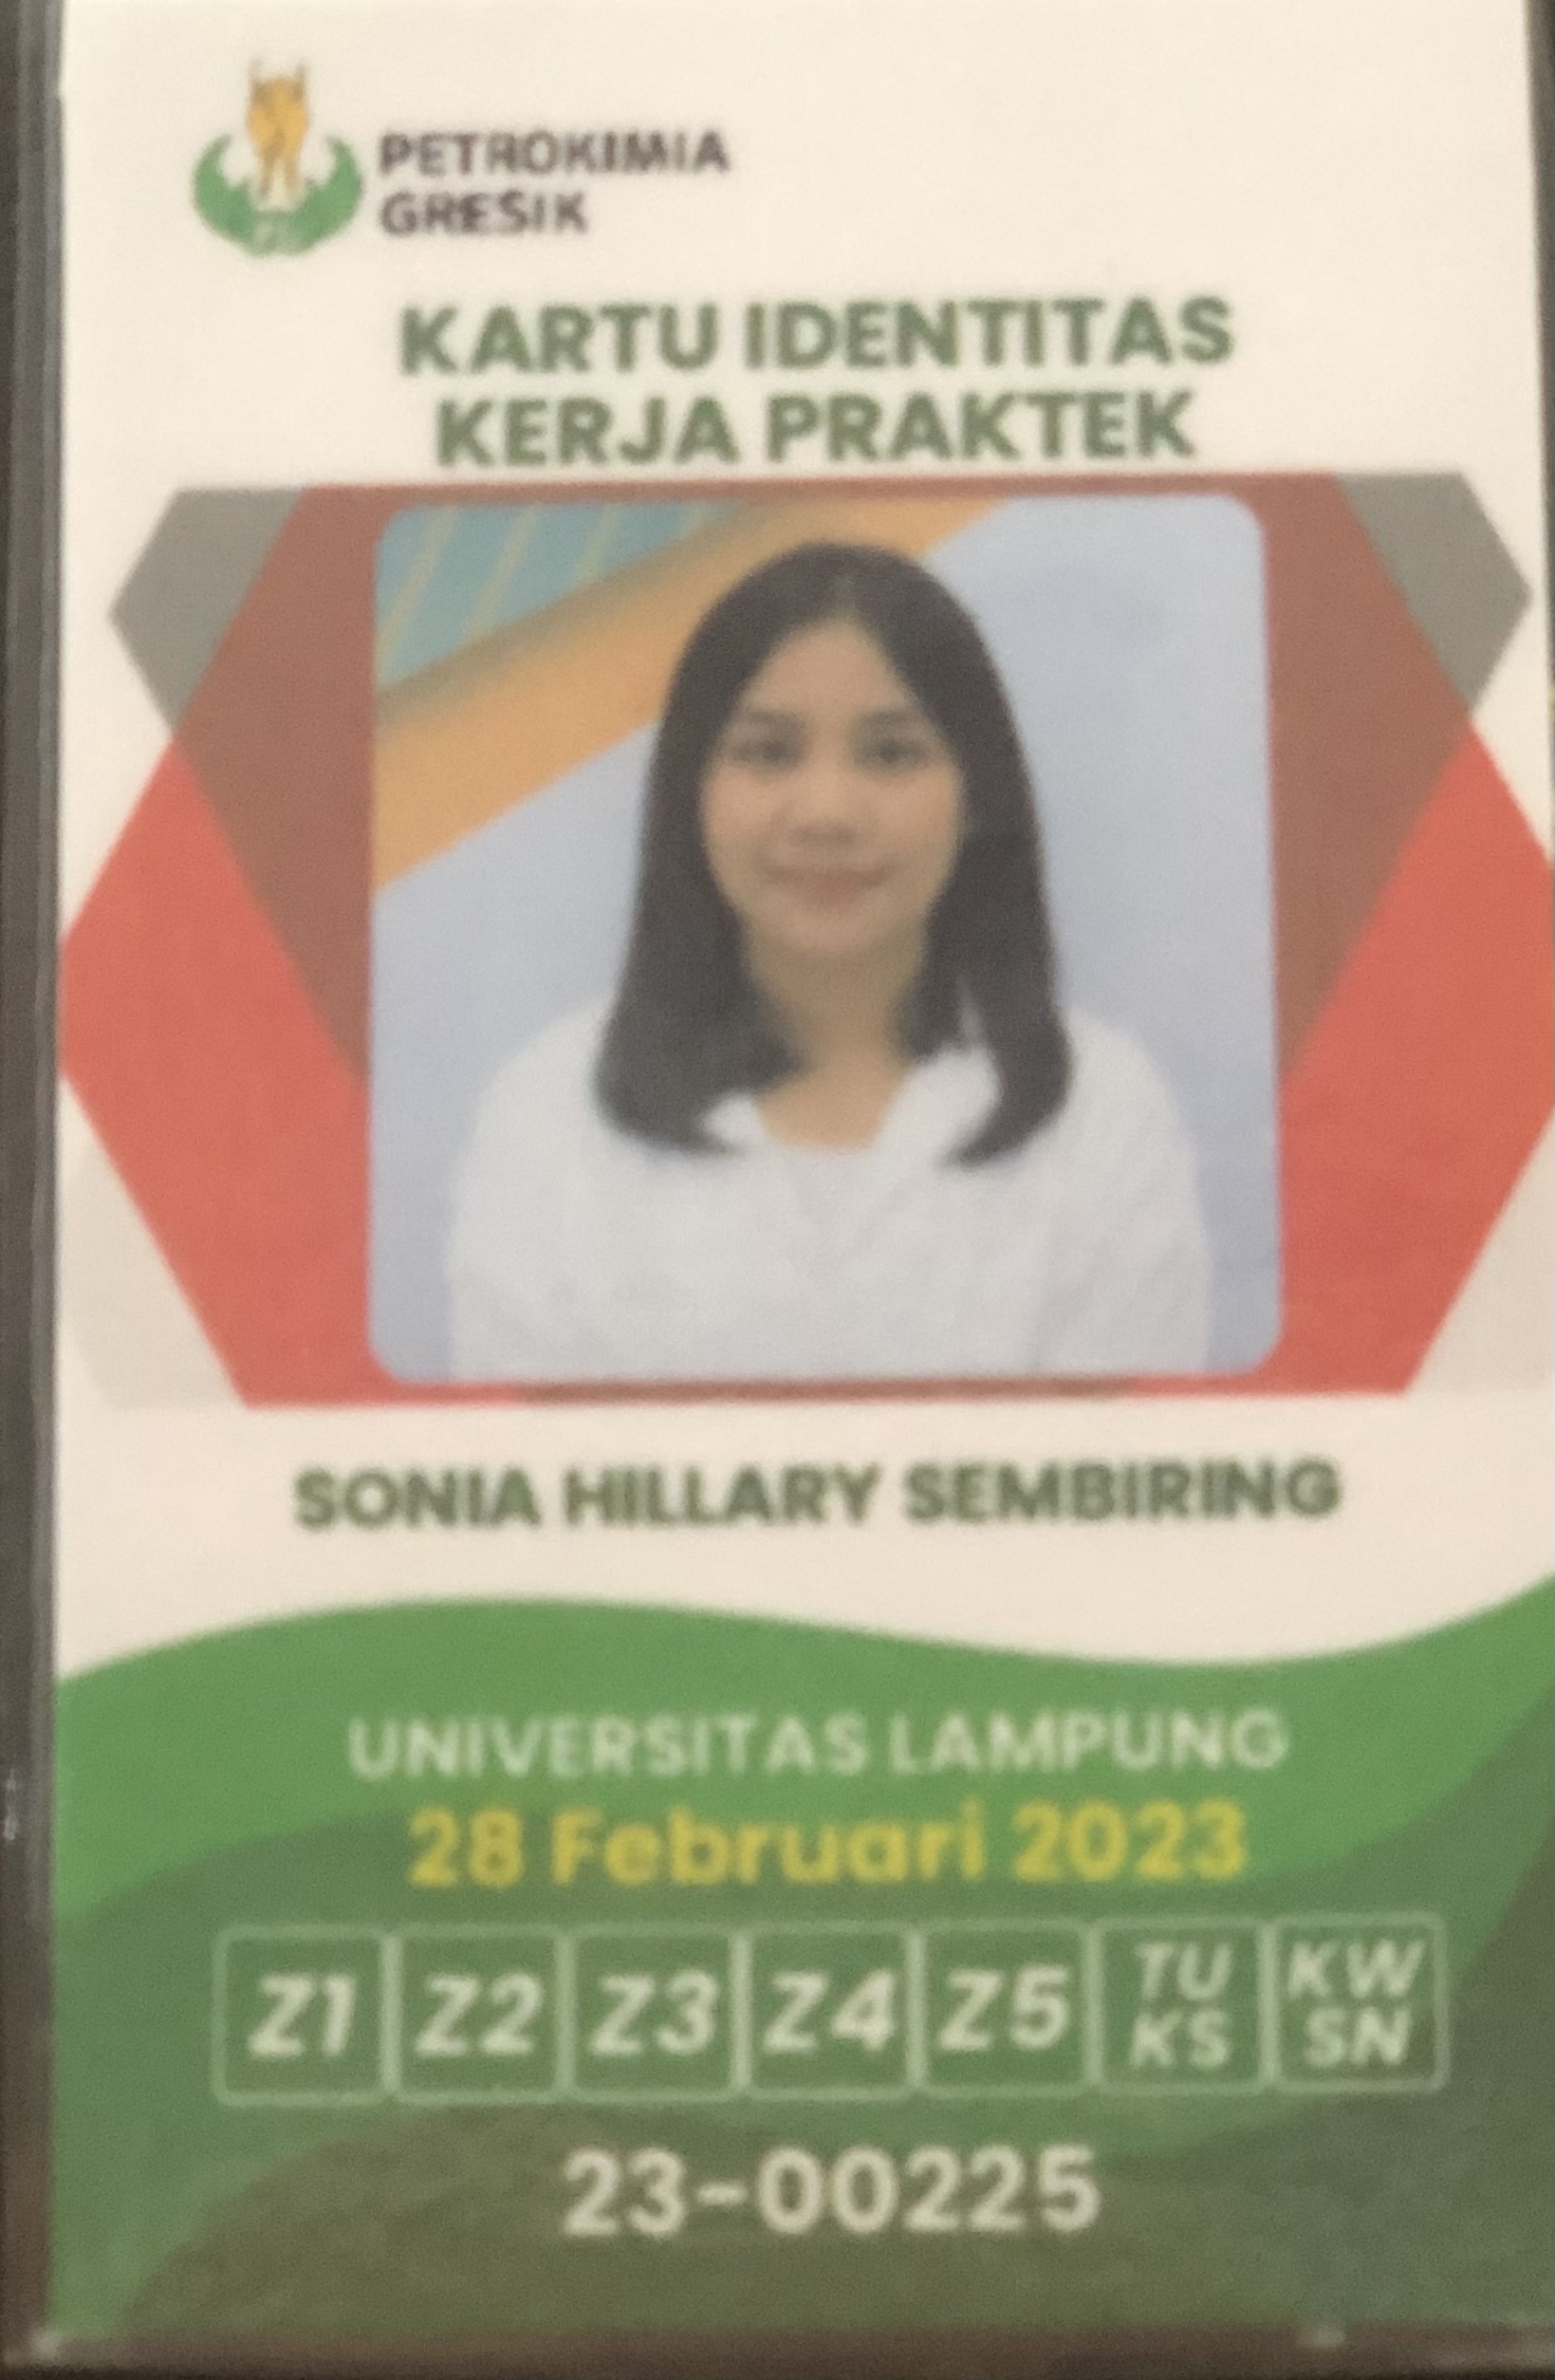 PETROKIMIA
GRESIK
KARTU IDENTITAS
KERJA PRAKTEK
SONIA HILLARY SEMBIRING
UNIVERSITAS LAMPUNG
28 Februari 2023
Z1 Z2 Z3 Z4 Z5 TU KS KW SN
23-00225